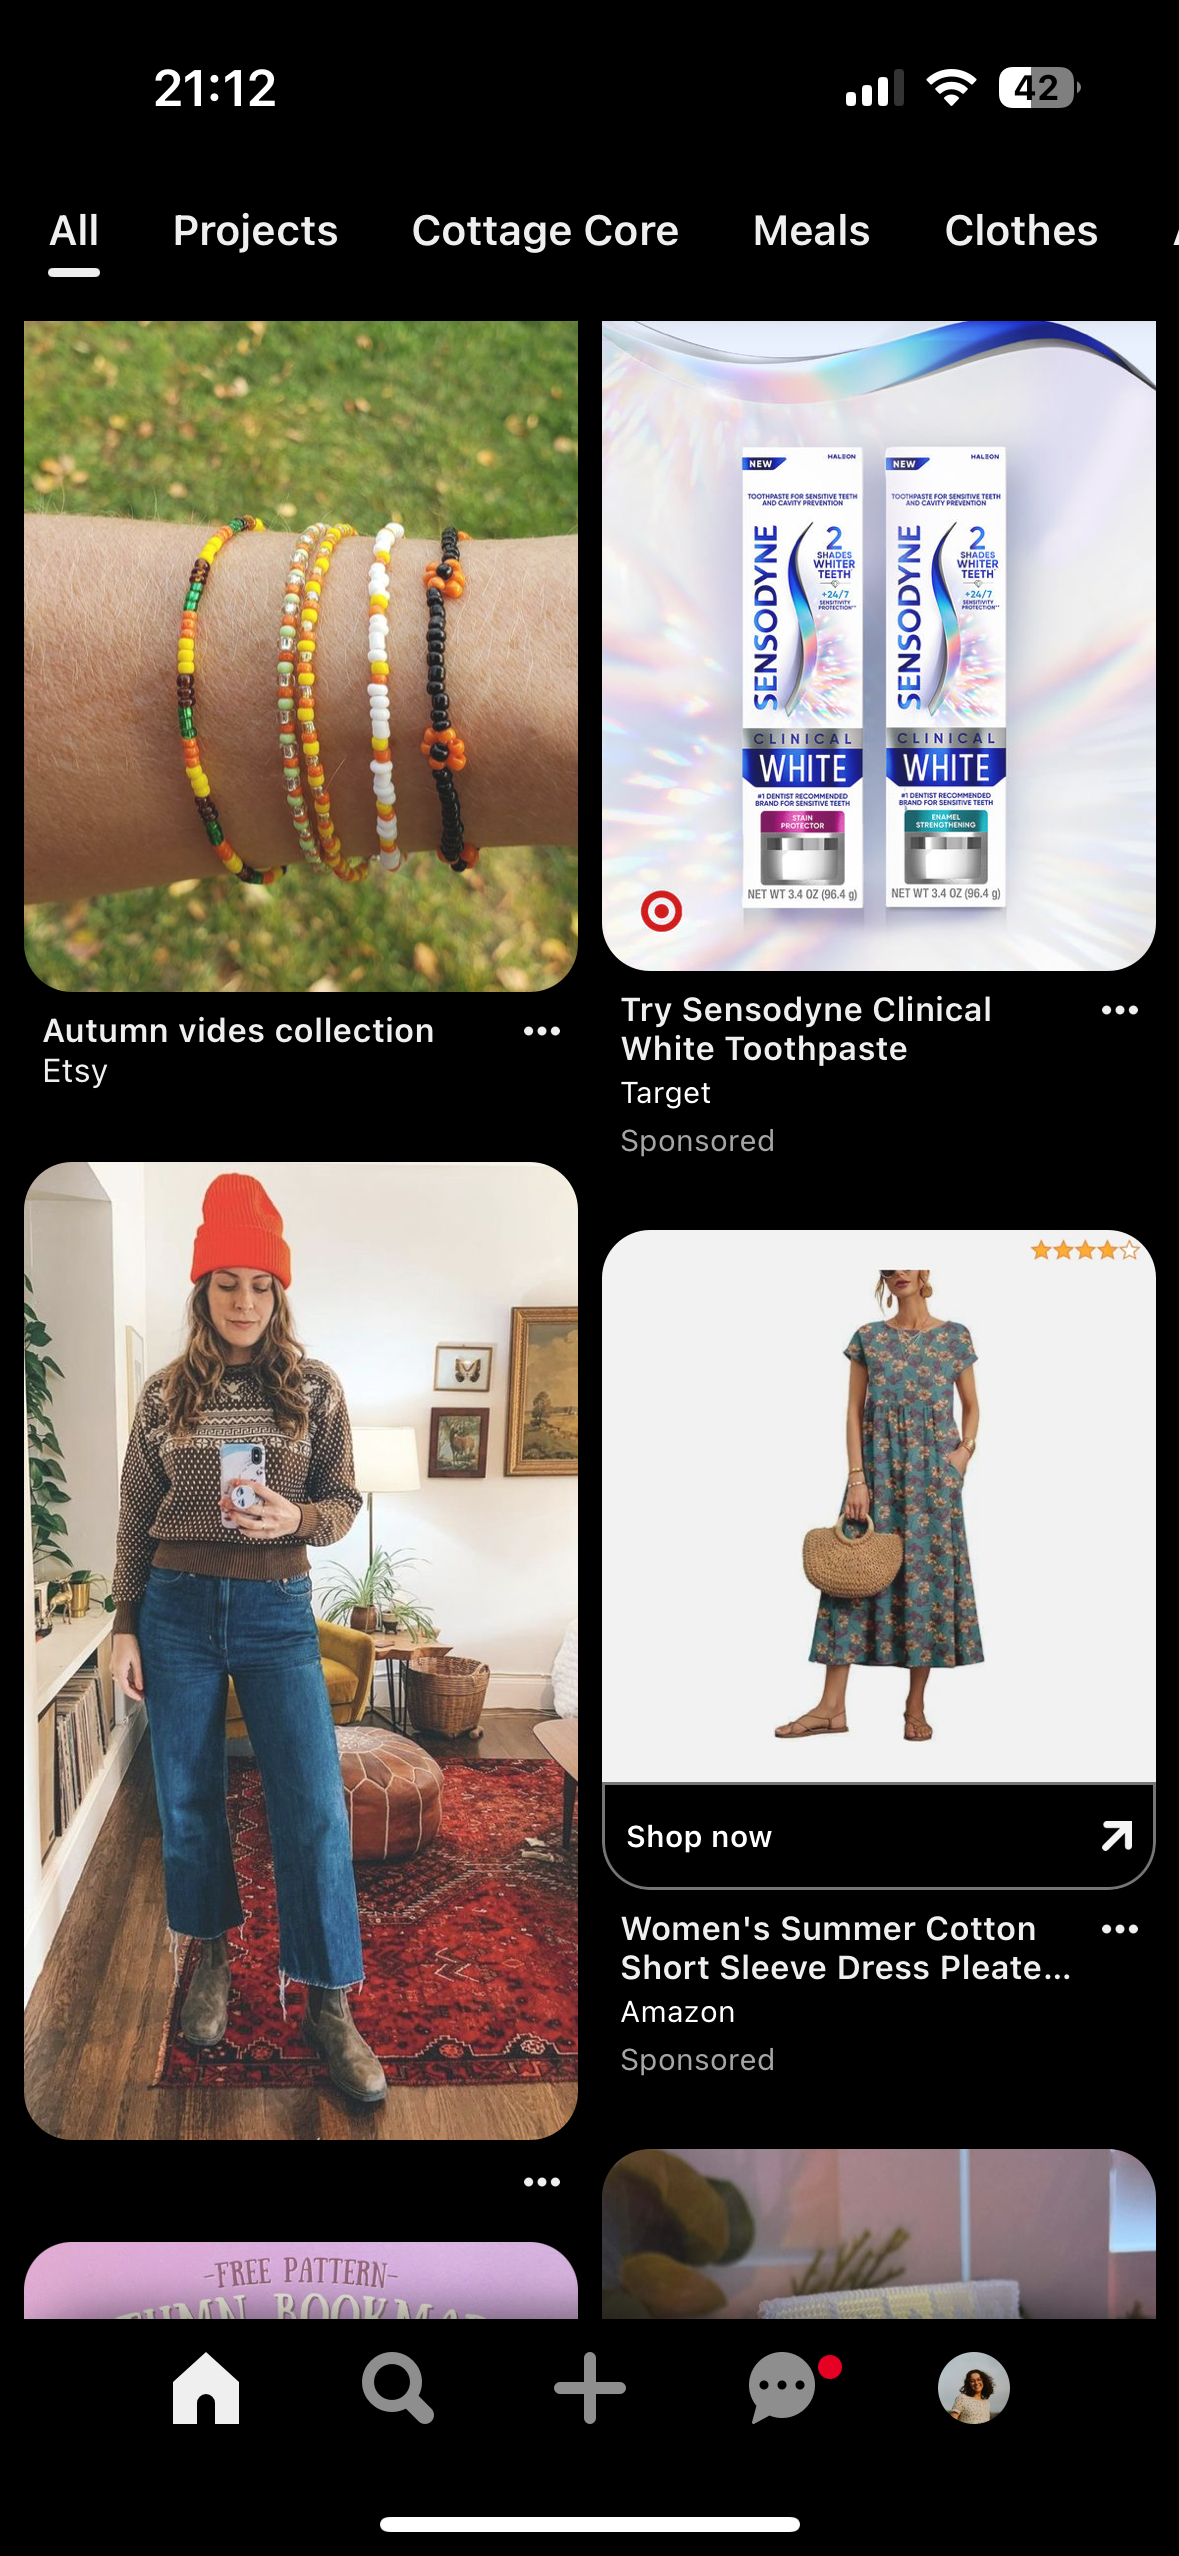 21:12
42
All
Projects
Cottage Core
Meals
Clothes
NEW
HALEON
TOOTHPASTE FOR SENSITIVE TEETH
AND CAVITY PREVENTION
SENSODYNE
2
SHADES
WHITER
TEETH
+24/7
SENSITIVITY
PROTECTION**
CLINICAL
WHITE
#1 DENTIST RECOMMENDED
BRAND FOR SENSITIVE TEETH
STAIN
PROTECTOR
NET WT 3.4 OZ (96.4 g)
NEW
HALEON
TOOTHPASTE FOR SENSITIVE TEETH
AND CAVITY PREVENTION
SENSODYNE
2
SHADES
WHITER
TEETH
+24/7
SENSITIVITY
PROTECTION**
CLINICAL
WHITE
#1 DENTIST RECOMMENDED
BRAND FOR SENSITIVE TEETH
ENAMEL
STRENGTHENING
NET WT 3.4 OZ (96.4 g)
Autumn vides collection
Etsy
Try Sensodyne Clinical
White Toothpaste
Target
Sponsored
Shop now
Women's Summer Cotton
Short Sleeve Dress Pleate...
Amazon
Sponsored
-FREE PATTERN-